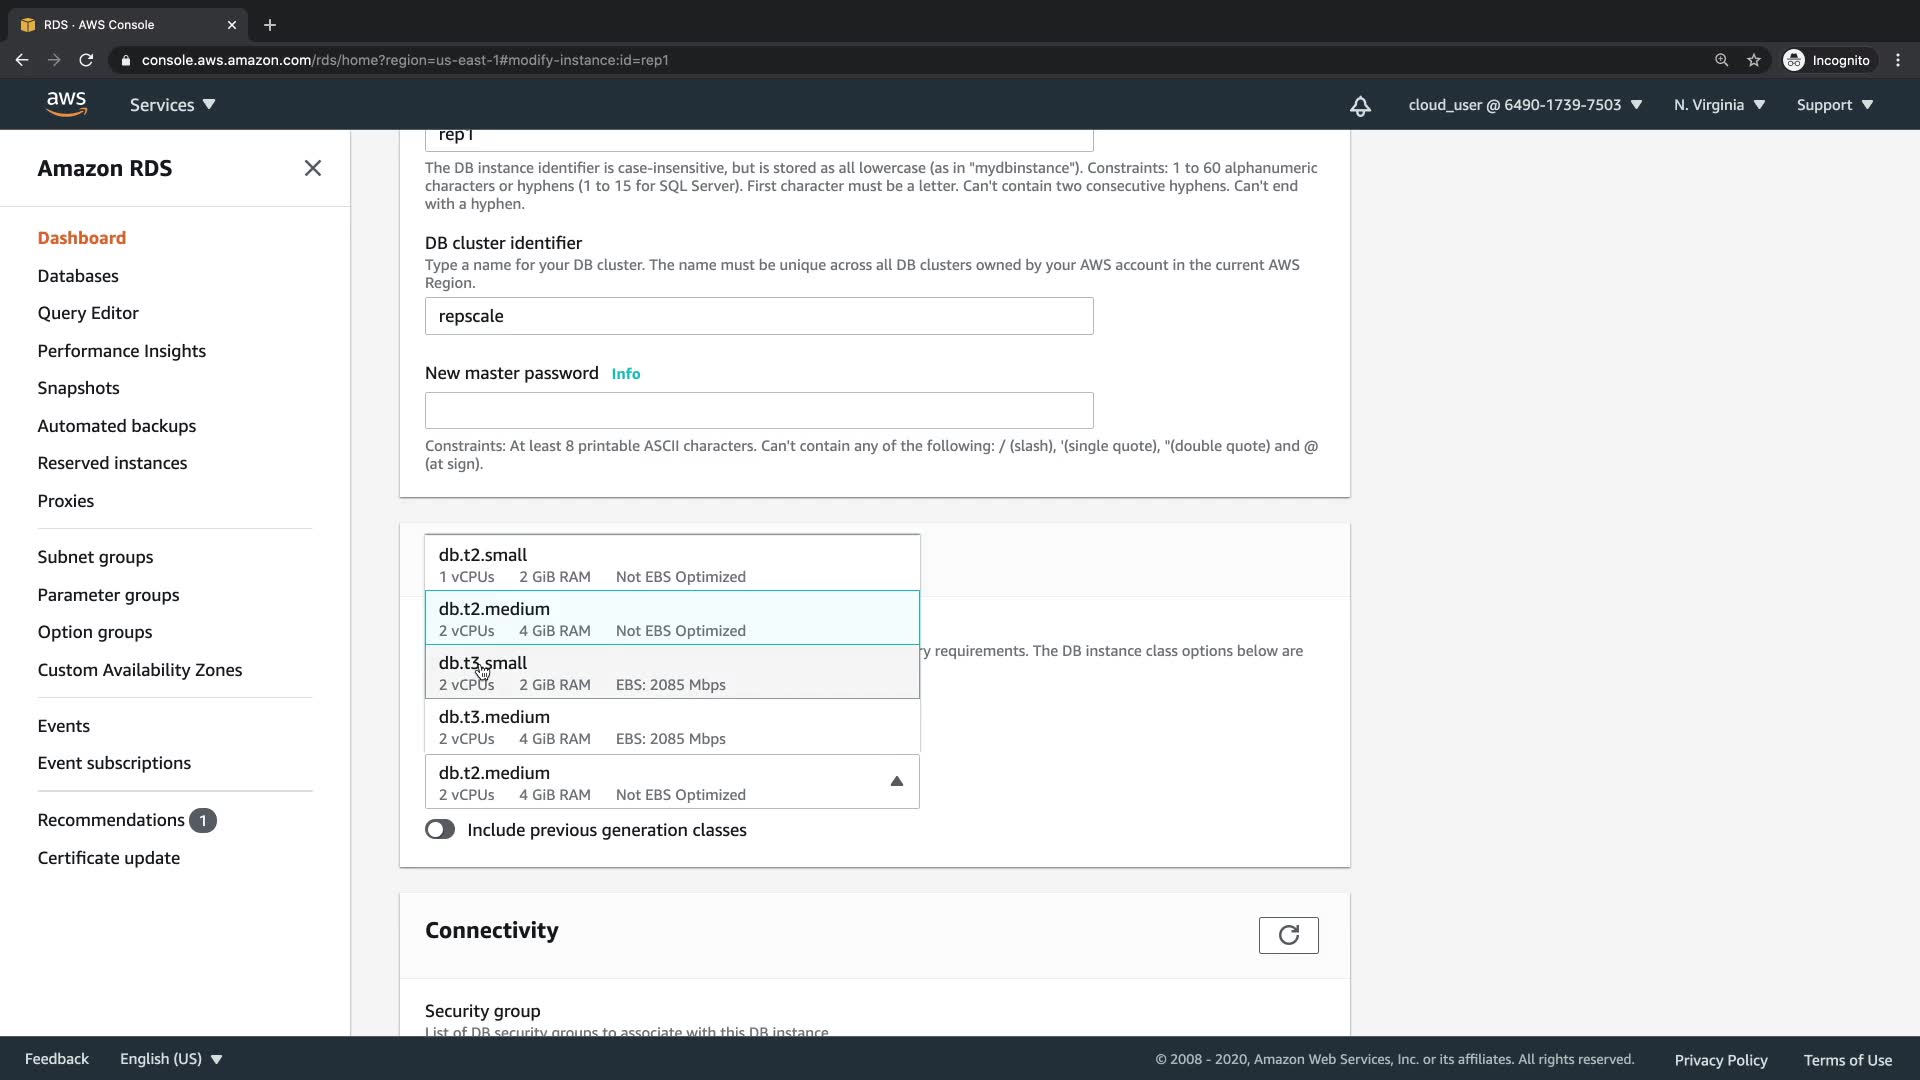 RDS · AWS Console
console.aws.amazon.com/rds/home?region=us-east-1#modify-instance:id=rep1
Incognito
aws
Services
cloud_user @ 6490-1739-7503
N. Virginia
Support
Amazon RDS
Dashboard
Databases
Query Editor
Performance Insights
Snapshots
Automated backups
Reserved instances
Proxies
Subnet groups
Parameter groups
Option groups
Custom Availability Zones
Events
Event subscriptions
Recommendations 1
Certificate update
rep1
The DB instance identifier is case-insensitive, but is stored as all lowercase (as in "mydbinstance"). Constraints: 1 to 60 alphanumeric
characters or hyphens (1 to 15 for SQL Server). First character must be a letter. Can't contain two consecutive hyphens. Can't end
with a hyphen.
DB cluster identifier
Type a name for your DB cluster. The name must be unique across all DB clusters owned by your AWS account in the current AWS
Region.
repscale
New master password Info
Constraints: At least 8 printable ASCII characters. Can't contain any of the following: / (slash), '(single quote), "(double quote) and @
(at sign).
db.t2.small
1 vCPUs 2 GiB RAM Not EBS Optimized
db.t2.medium
2 vCPUs 4 GiB RAM Not EBS Optimized
ry requirements. The DB instance class options below are
db.t3.small
2 vCPUs 2 GiB RAM EBS: 2085 Mbps
db.t3.medium
2 vCPUs 4 GiB RAM EBS: 2085 Mbps
db.t2.medium
2 vCPUs 4 GiB RAM Not EBS Optimized
Include previous generation classes
Connectivity
Security group
List of DB security groups to associate with this DB instance
Feedback
English (US)
© 2008 - 2020, Amazon Web Services, Inc. or its affiliates. All rights reserved.
Privacy Policy
Terms of Use